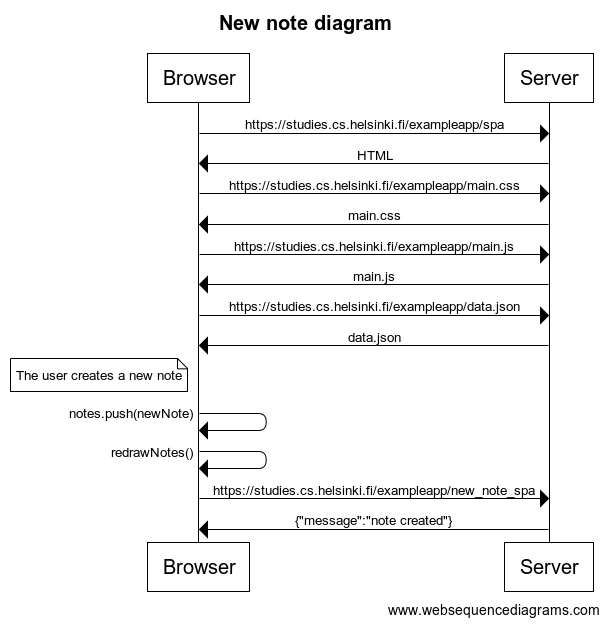 New note diagram
Browser
Server
https://studies.cs.helsinki.fi/exampleapp/spa
HTML
https://studies.cs.helsinki.fi/exampleapp/main.css
main.css
https://studies.cs.helsinki.fi/exampleapp/main.js
main.js
https://studies.cs.helsinki.fi/exampleapp/data.json
data.json
The user creates a new note
notes.push(newNote)
redrawNotes()
https://studies.cs.helsinki.fi/exampleapp/new_note_spa
{"message":"note created"}
Browser
Server
www.websequencediagrams.com